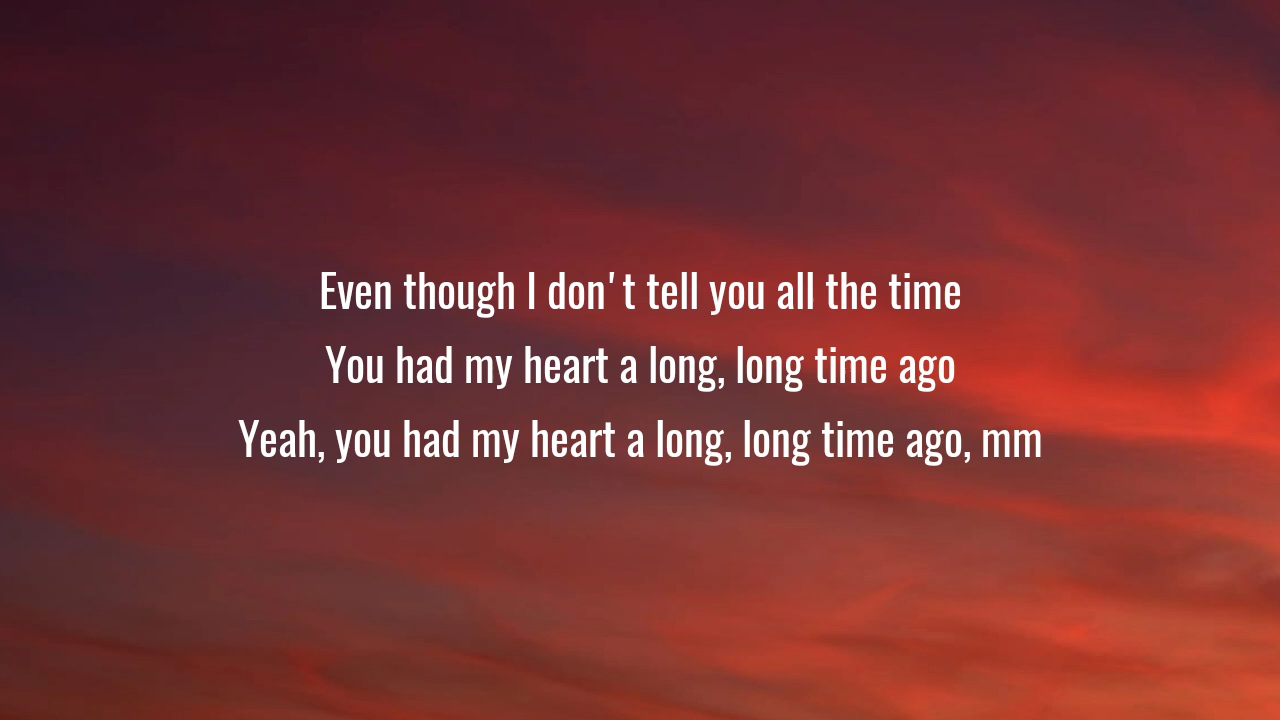 Even though I don't tell you all the time
You had my heart a long, long time ago
Yeah, you had my heart a long, long time ago, mm